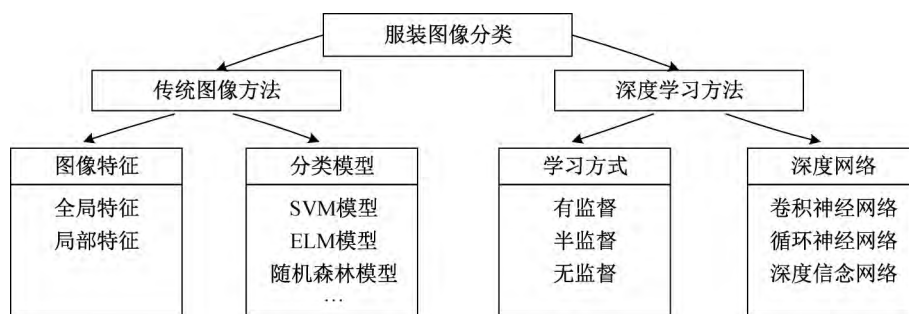 服装图像分类
传统图像方法
深度学习方法
图像特征
全局特征
局部特征
分类模型
SVM模型
ELM模型
随机森林模型
…
学习方式
有监督
半监督
无监督
深度网络
卷积神经网络
循环神经网络
深度信念网络